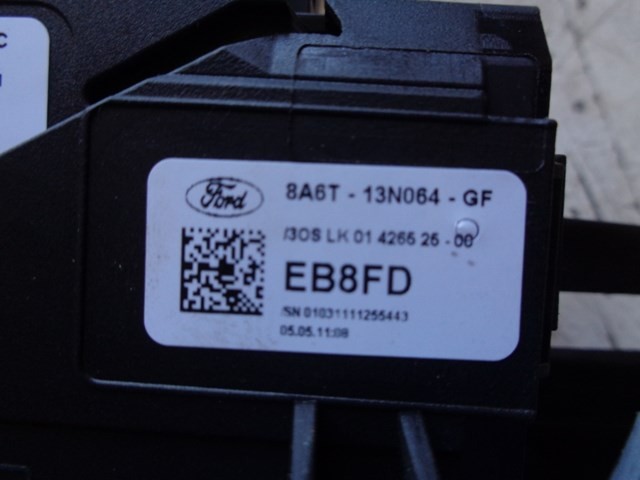 C
Ford
8A6T - 13N064 - GF
/3OS LK 01 4265 25 - 00
EB8FD
/SN 01031111255443
05.05.11:08